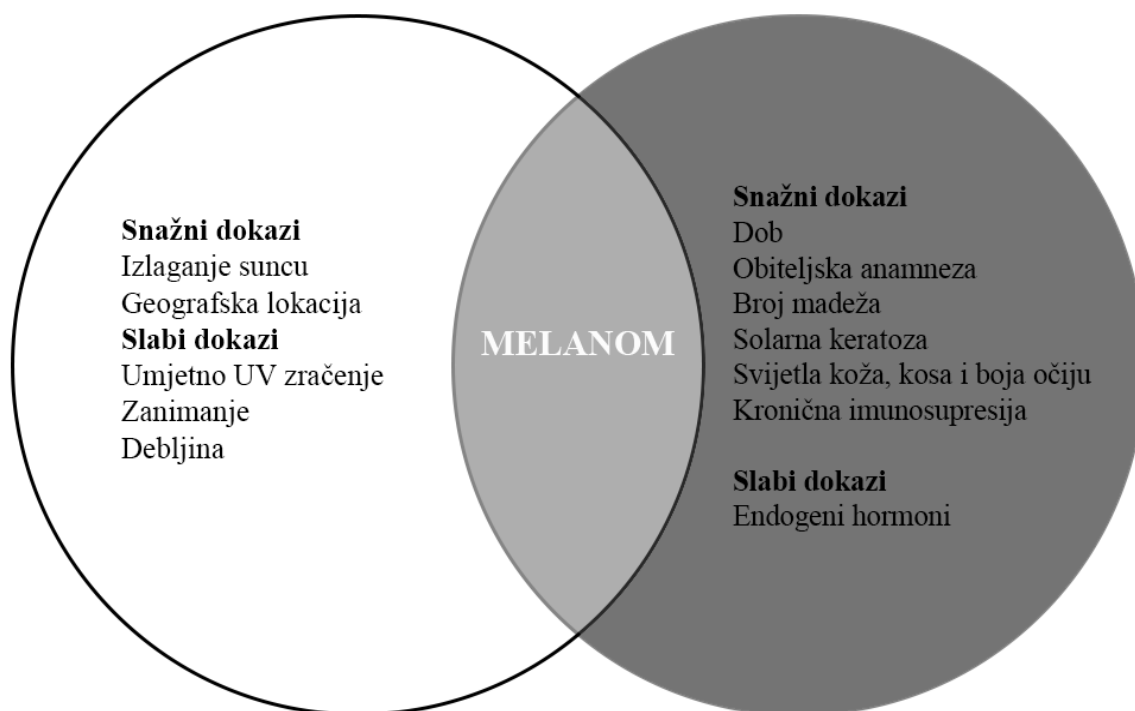 Snažni dokazi
Izlaganje suncu
Geografska lokacija
Slabi dokazi
Umjetno UV zračenje
Zanimanje
Debljina
MELANOM
Snažni dokazi
Dob
Obiteljska anamneza
Broj madeža
Solarna keratoza
Svijetla koža, kosa i boja očiju
Kronična imunosupresija
Slabi dokazi
Endogeni hormoni